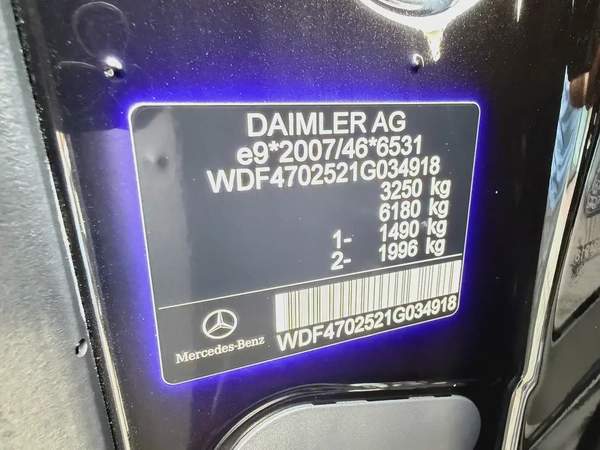 DAIMLER AG
e9*2007/46*6531
WDF4702521G034918
3250 kg
6180 kg
1- 1490 kg
2- 1996 kg
Mercedes-Benz
WDF4702521G034918